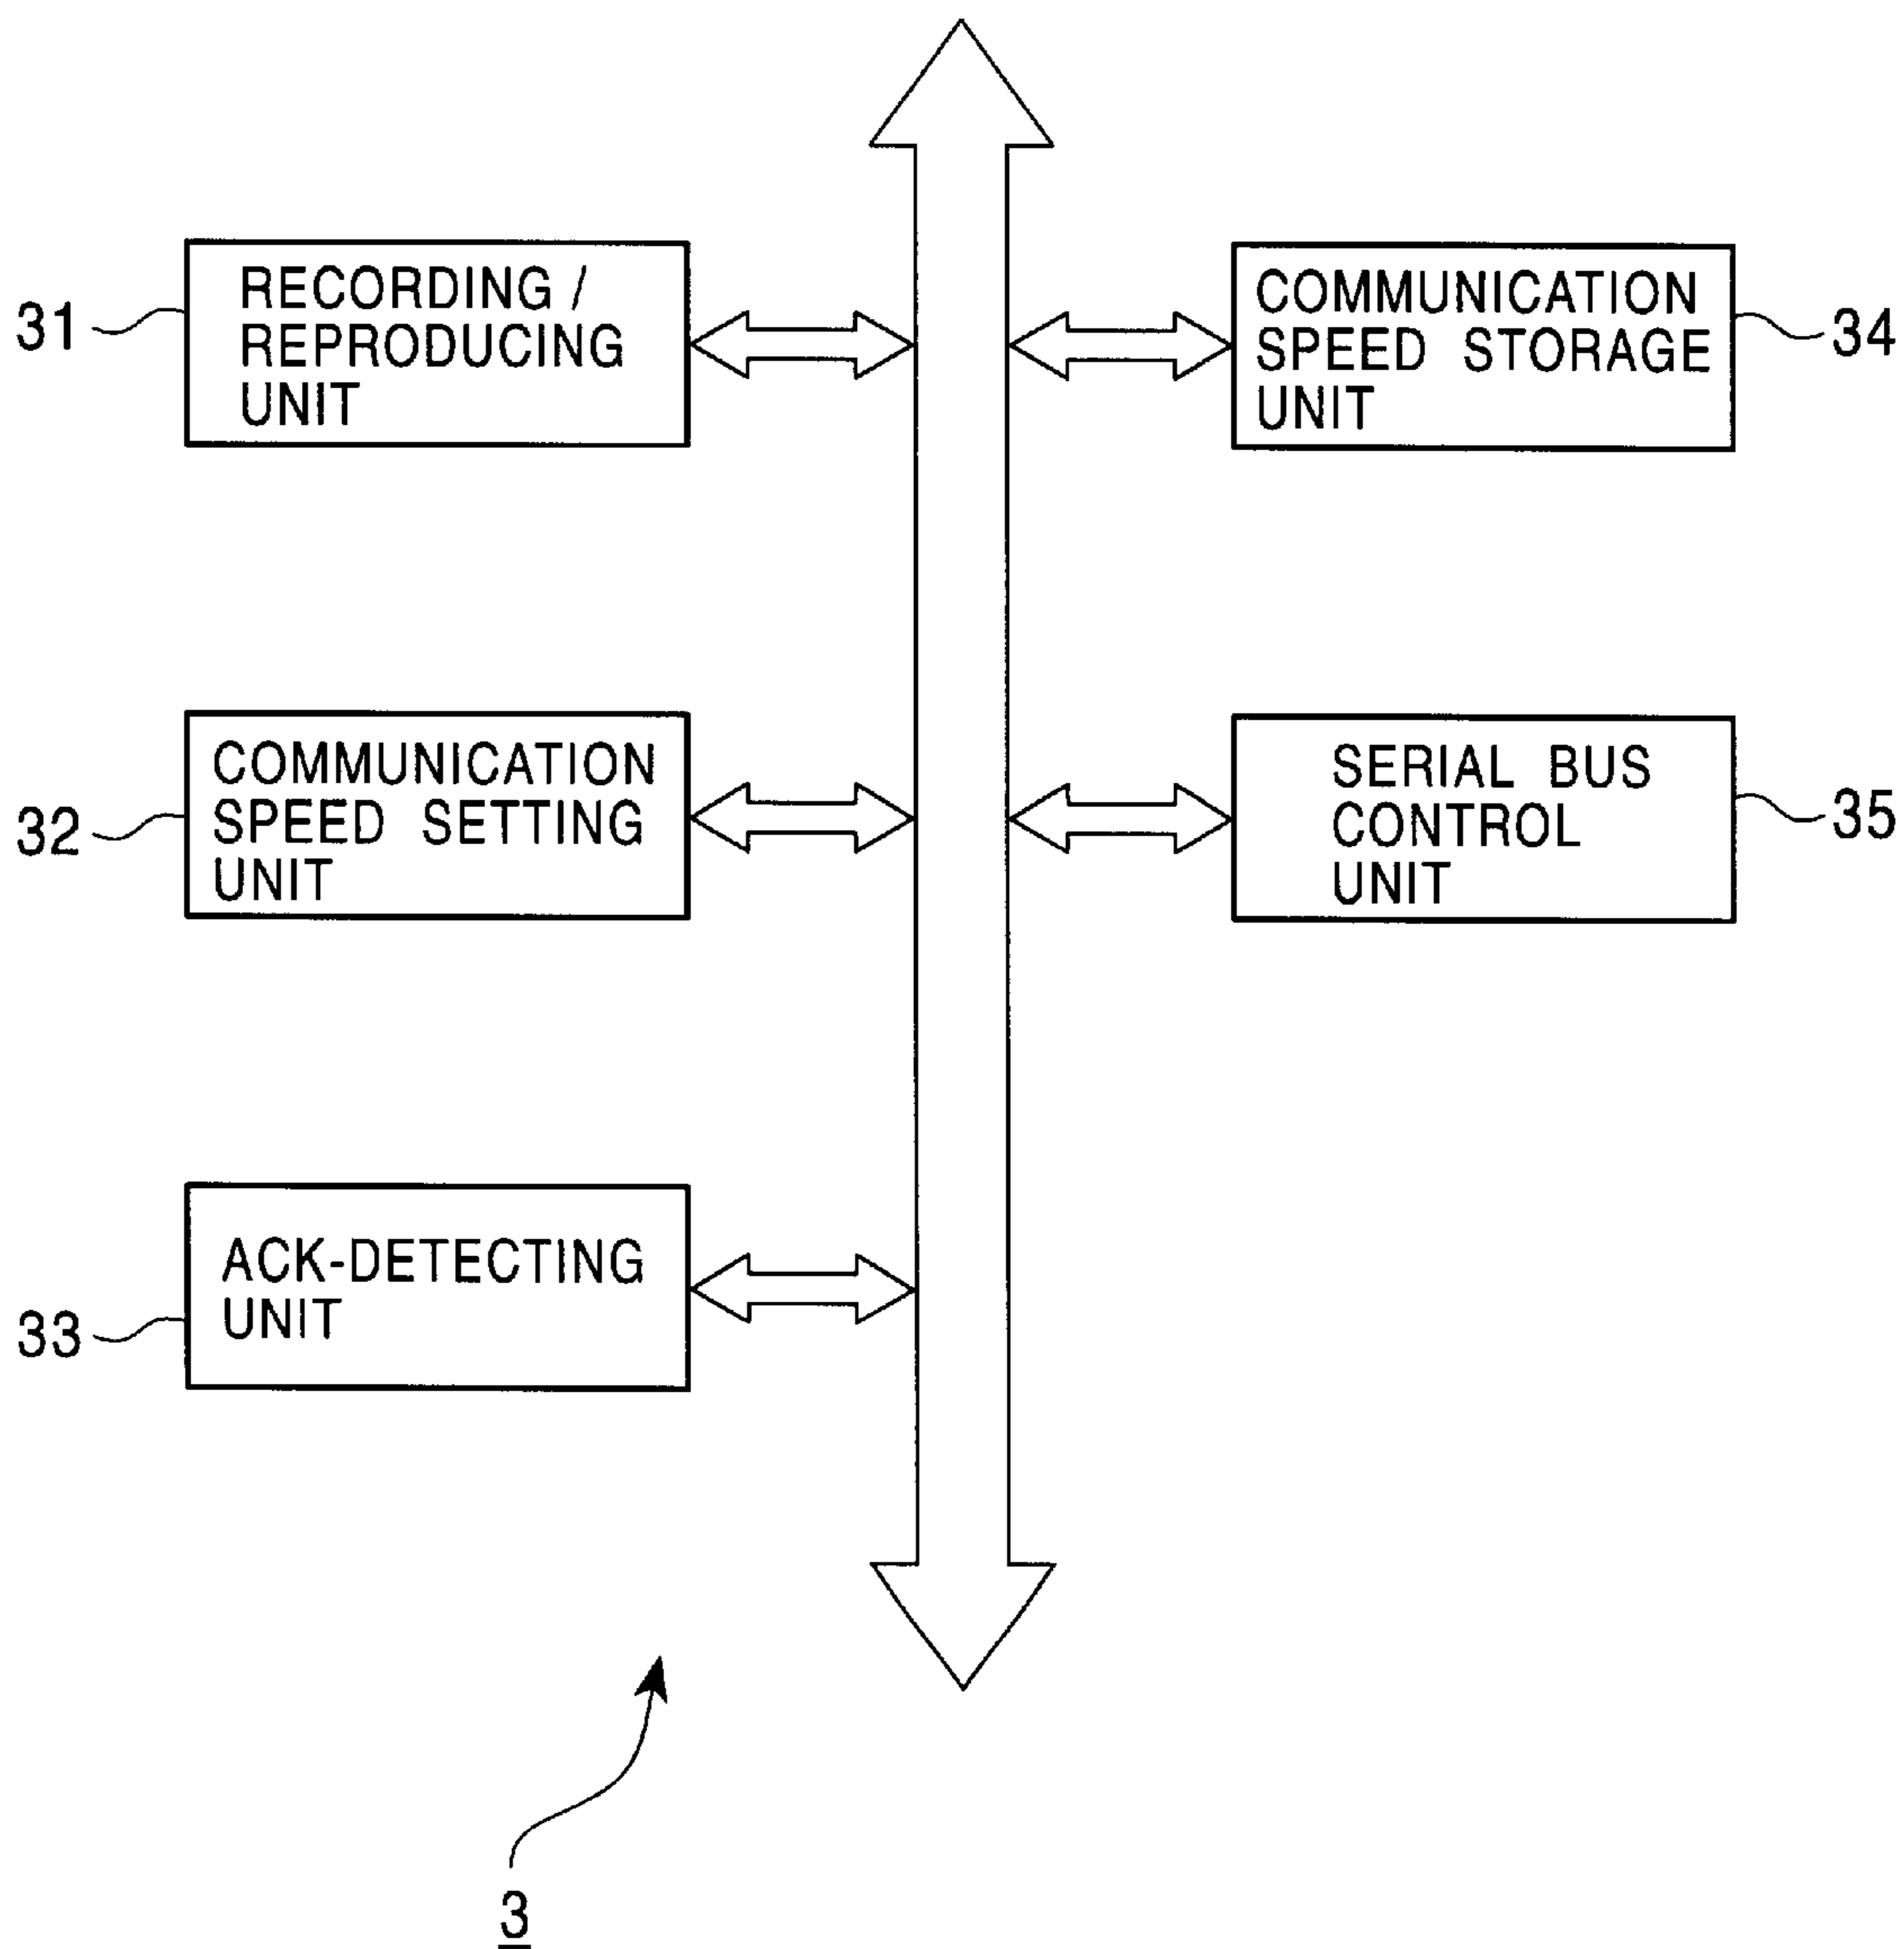 31
RECORDING/
REPRODUCING
UNIT
COMMUNICATION
SPEED STORAGE
UNIT
34
32
COMMUNICATION
SPEED SETTING
UNIT
SERIAL BUS
CONTROL
UNIT
35
33
ACK-DETECTING
UNIT
3